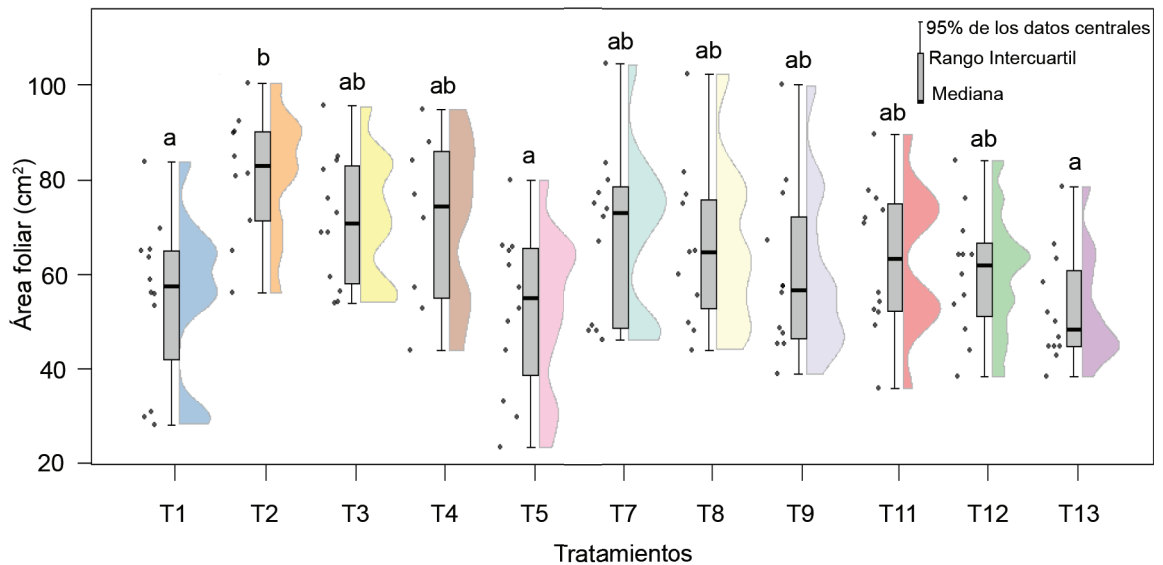 95% de los datos centrales
Rango Intercuartil
Mediana
a
b
ab
ab
a
ab
ab
ab
ab
ab
a
Área foliar (cm²)
100
80
60
40
20
T1 T2 T3 T4 T5 T7 T8 T9 T11 T12 T13
Tratamientos